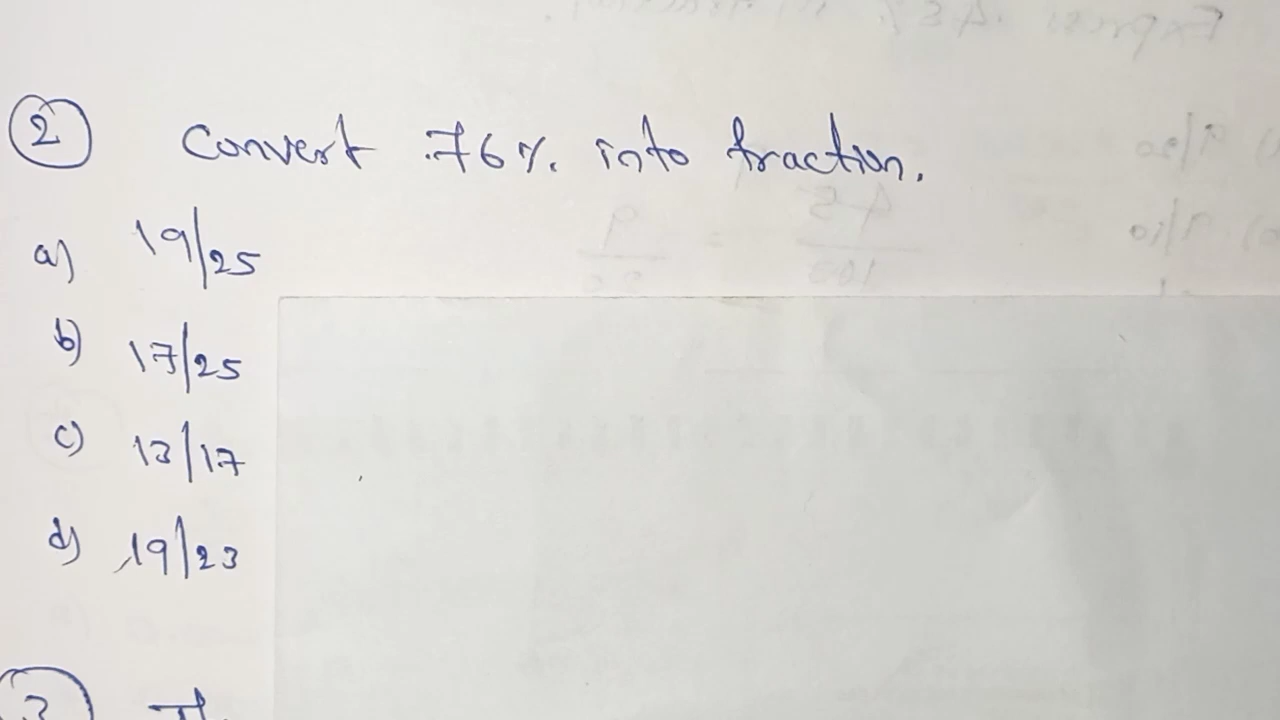 2 Convert .76% into fraction.
a) 19/25
b) 17/25
c) 13/17
d) 19/23